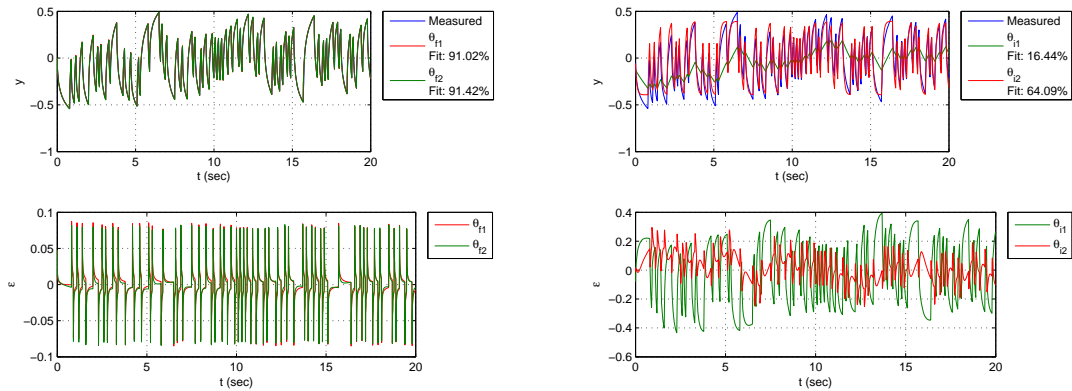 0.5
0
−0.5
−1
0
5
10
15
20
y
t (sec)
Measured
θf1
Fit: 91.02%
θf2
Fit: 91.42%
0.5
0
−0.5
−1
0
5
10
15
20
y
t (sec)
Measured
θi1
Fit: 16.44%
θi2
Fit: 64.09%
0.1
0.05
0
−0.05
−0.1
0
5
10
15
20
ε
t (sec)
θf1
θf2
0.4
0.2
0
−0.2
−0.4
−0.6
0
5
10
15
20
ε
t (sec)
θi1
θi2